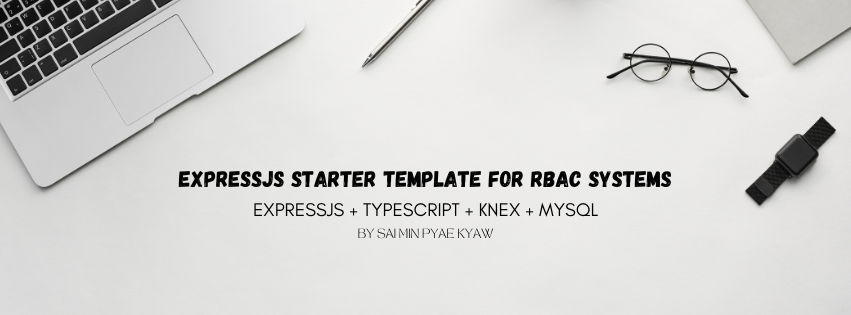 EXPRESSJS STARTER TEMPLATE FOR RBAC SYSTEMS
EXPRESSJS + TYPESCRIPT + KNEX + MYSQL
BY SAI MIN PYAE KYAW